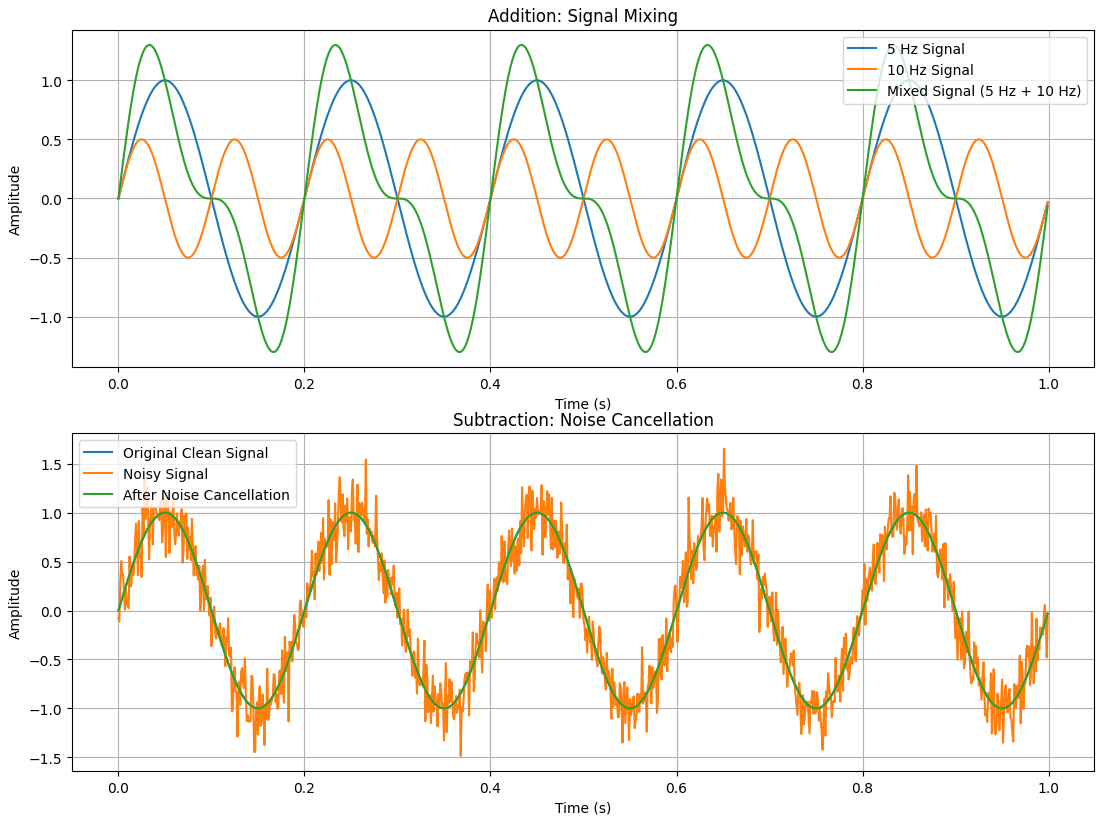 Addition: Signal Mixing
5 Hz Signal
10 Hz Signal
Mixed Signal (5 Hz + 10 Hz)
Amplitude
1.0
0.5
0.0
−0.5
−1.0
0.0 0.2 0.4 0.6 0.8 1.0
Time (s)
Subtraction: Noise Cancellation
Original Clean Signal
Noisy Signal
After Noise Cancellation
Amplitude
1.5
1.0
0.5
0.0
−0.5
−1.0
−1.5
0.0 0.2 0.4 0.6 0.8 1.0
Time (s)